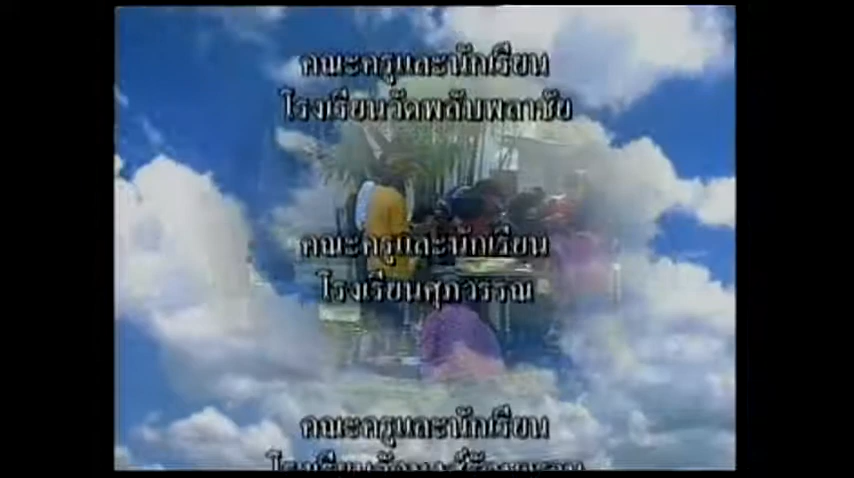 คณะครูและนักเรียน
โรงเรียนวัดพลับพลาชัย
คณะครูและนักเรียน
โรงเรียนศุภวรรณ
คณะครูและนักเรียน